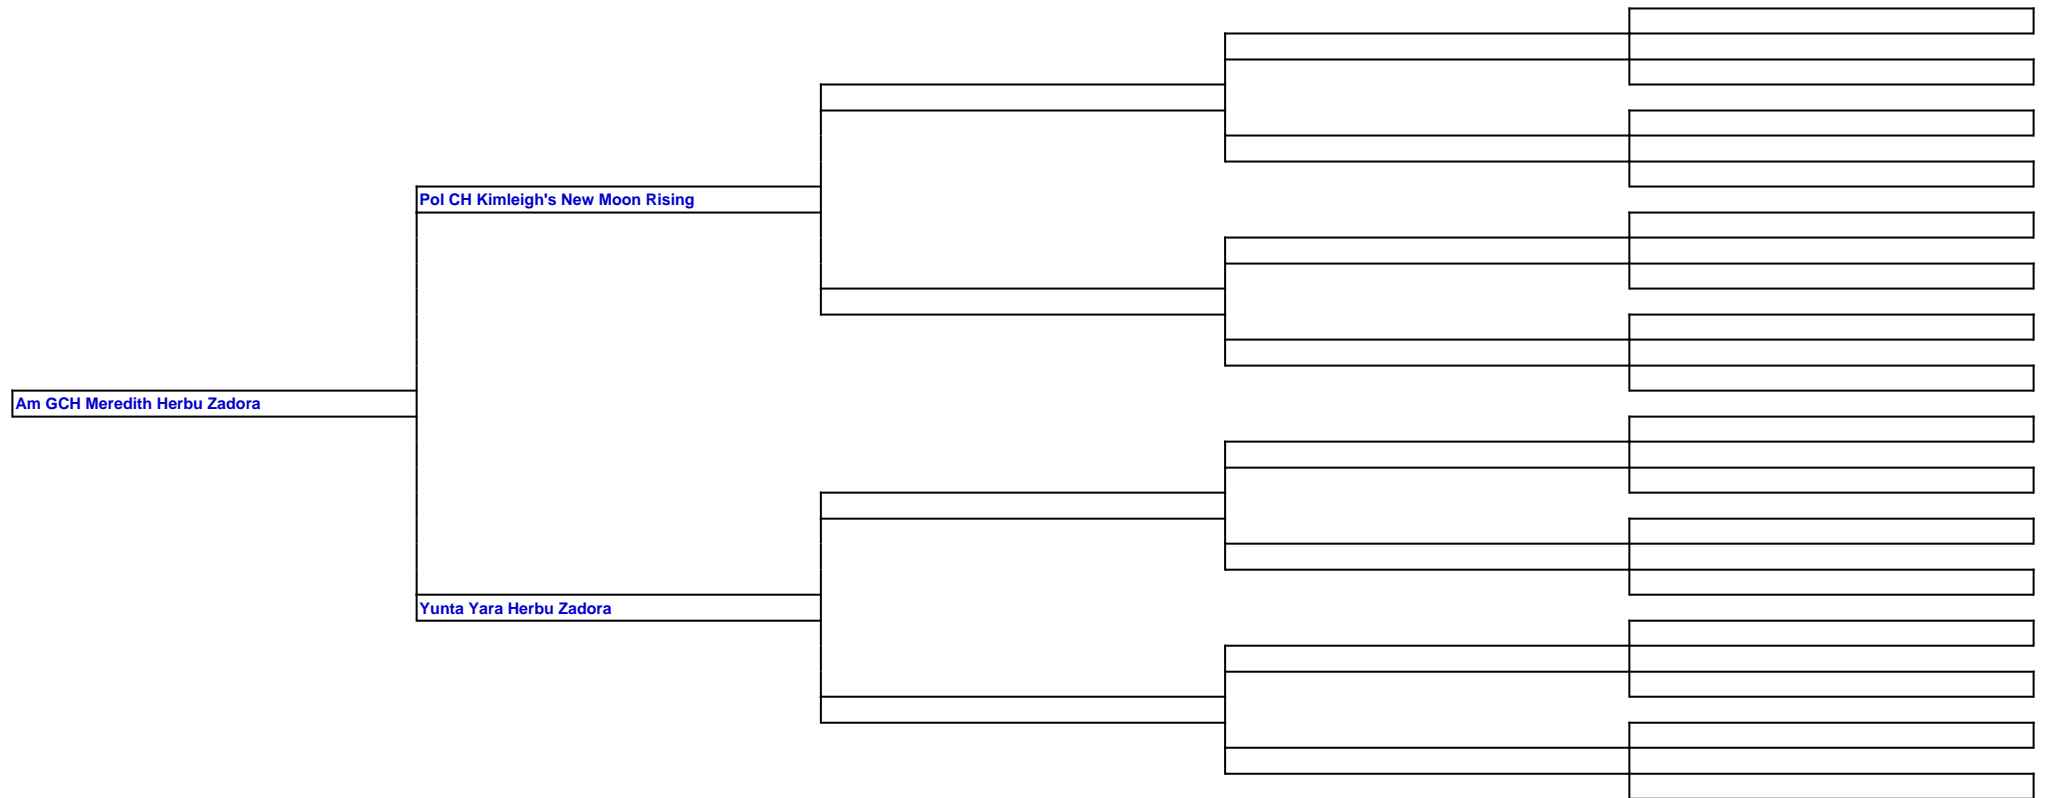 Pol CH Kimleigh's New Moon Rising
Am GCH Meredith Herbu Zadora
Yunta Yara Herbu Zadora